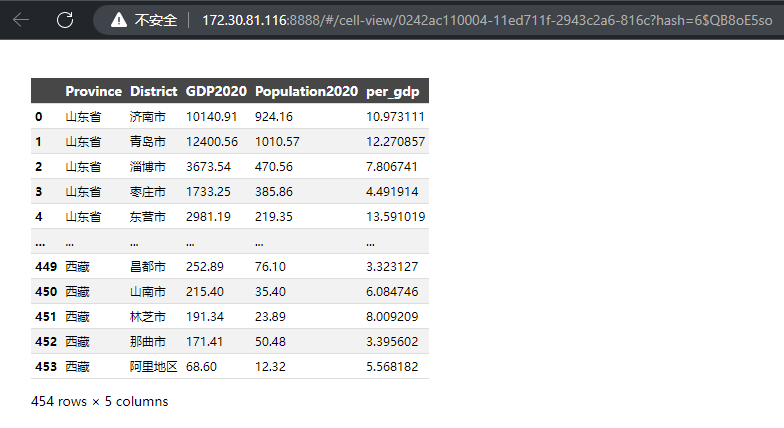 不安全 172.30.81.116:8888/#/cell-view/0242ac110004-11ed711f-2943c2a6-816c?hash=6$QB8oE5so
Province District GDP2020 Population2020 per_gdp
0 山东省 济南市 10140.91 924.16 10.973111
1 山东省 青岛市 12400.56 1010.57 12.270857
2 山东省 淄博市 3673.54 470.56 7.806741
3 山东省 枣庄市 1733.25 385.86 4.491914
4 山东省 东营市 2981.19 219.35 13.591019
... ... ... ... ... ...
449 西藏 昌都市 252.89 76.10 3.323127
450 西藏 山南市 215.40 35.40 6.084746
451 西藏 林芝市 191.34 23.89 8.009209
452 西藏 那曲市 171.41 50.48 3.395602
453 西藏 阿里地区 68.60 12.32 5.568182
454 rows × 5 columns